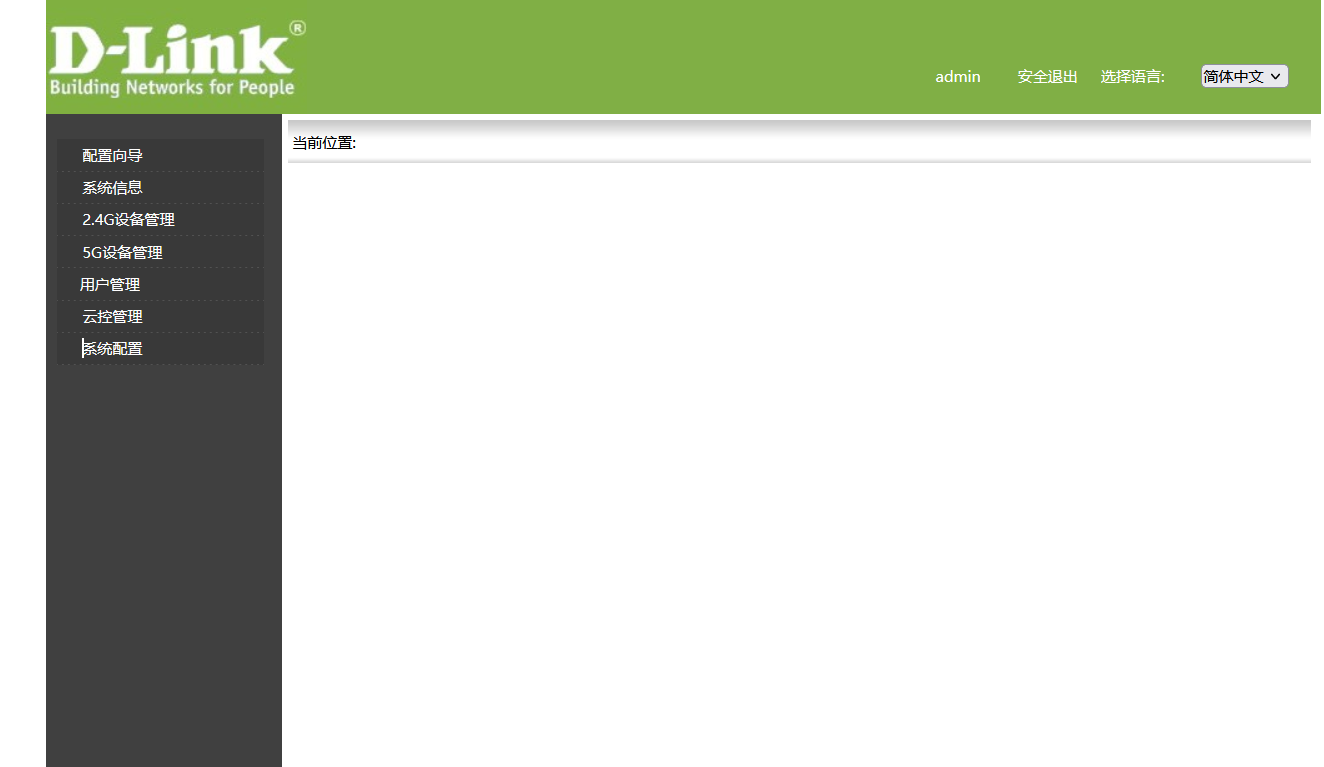 D-Link®
Building Networks for People
admin 安全退出 选择语言: 简体中文
当前位置:
配置向导
系统信息
2.4G设备管理
5G设备管理
用户管理
云控管理
系统配置